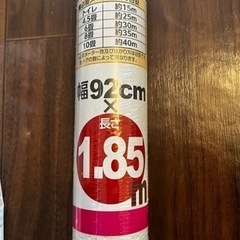 トイレ 約15m
4.5畳 約25m
6畳 約30m
8畳 約35m
10畳 約40m
幅92cm
×
長さ
1.85
m